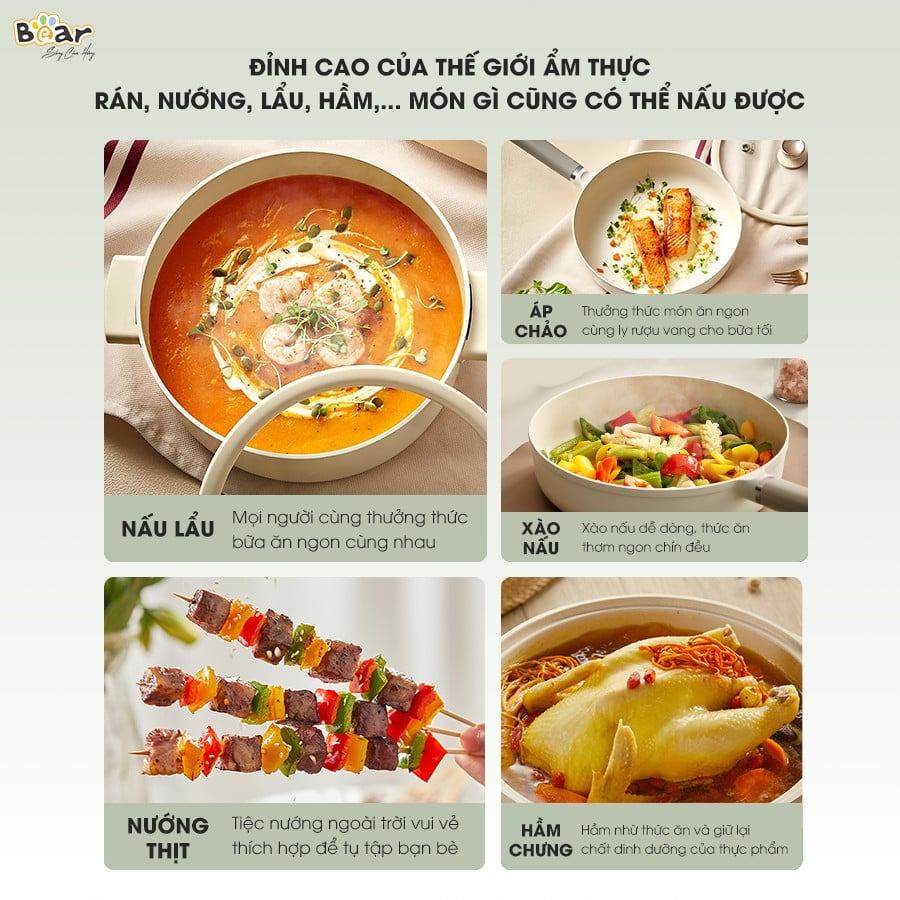 Bear
ĐỈNH CAO CỦA THẾ GIỚI ẨM THỰC
RÁN, NƯỚNG, LẨU, HẦM,... MÓN GÌ CŨNG CÓ THỂ NẤU ĐƯỢC
NẤU LẨU
Mọi người cùng thưởng thức
bữa ăn ngon cùng nhau
ÁP
CHẢO
Thưởng thức món ăn ngon
cùng ly rượu vang cho bữa tối
XÀO
NẤU
Xào nấu dễ dàng, thức ăn
thơm ngon chín đều
NƯỚNG
THỊT
Tiệc nướng ngoài trời vui vẻ
thích hợp để tụ tập bạn bè
HẦM
CHƯNG
Hầm nhừ thức ăn và giữ lại
chất dinh dưỡng của thực phẩm